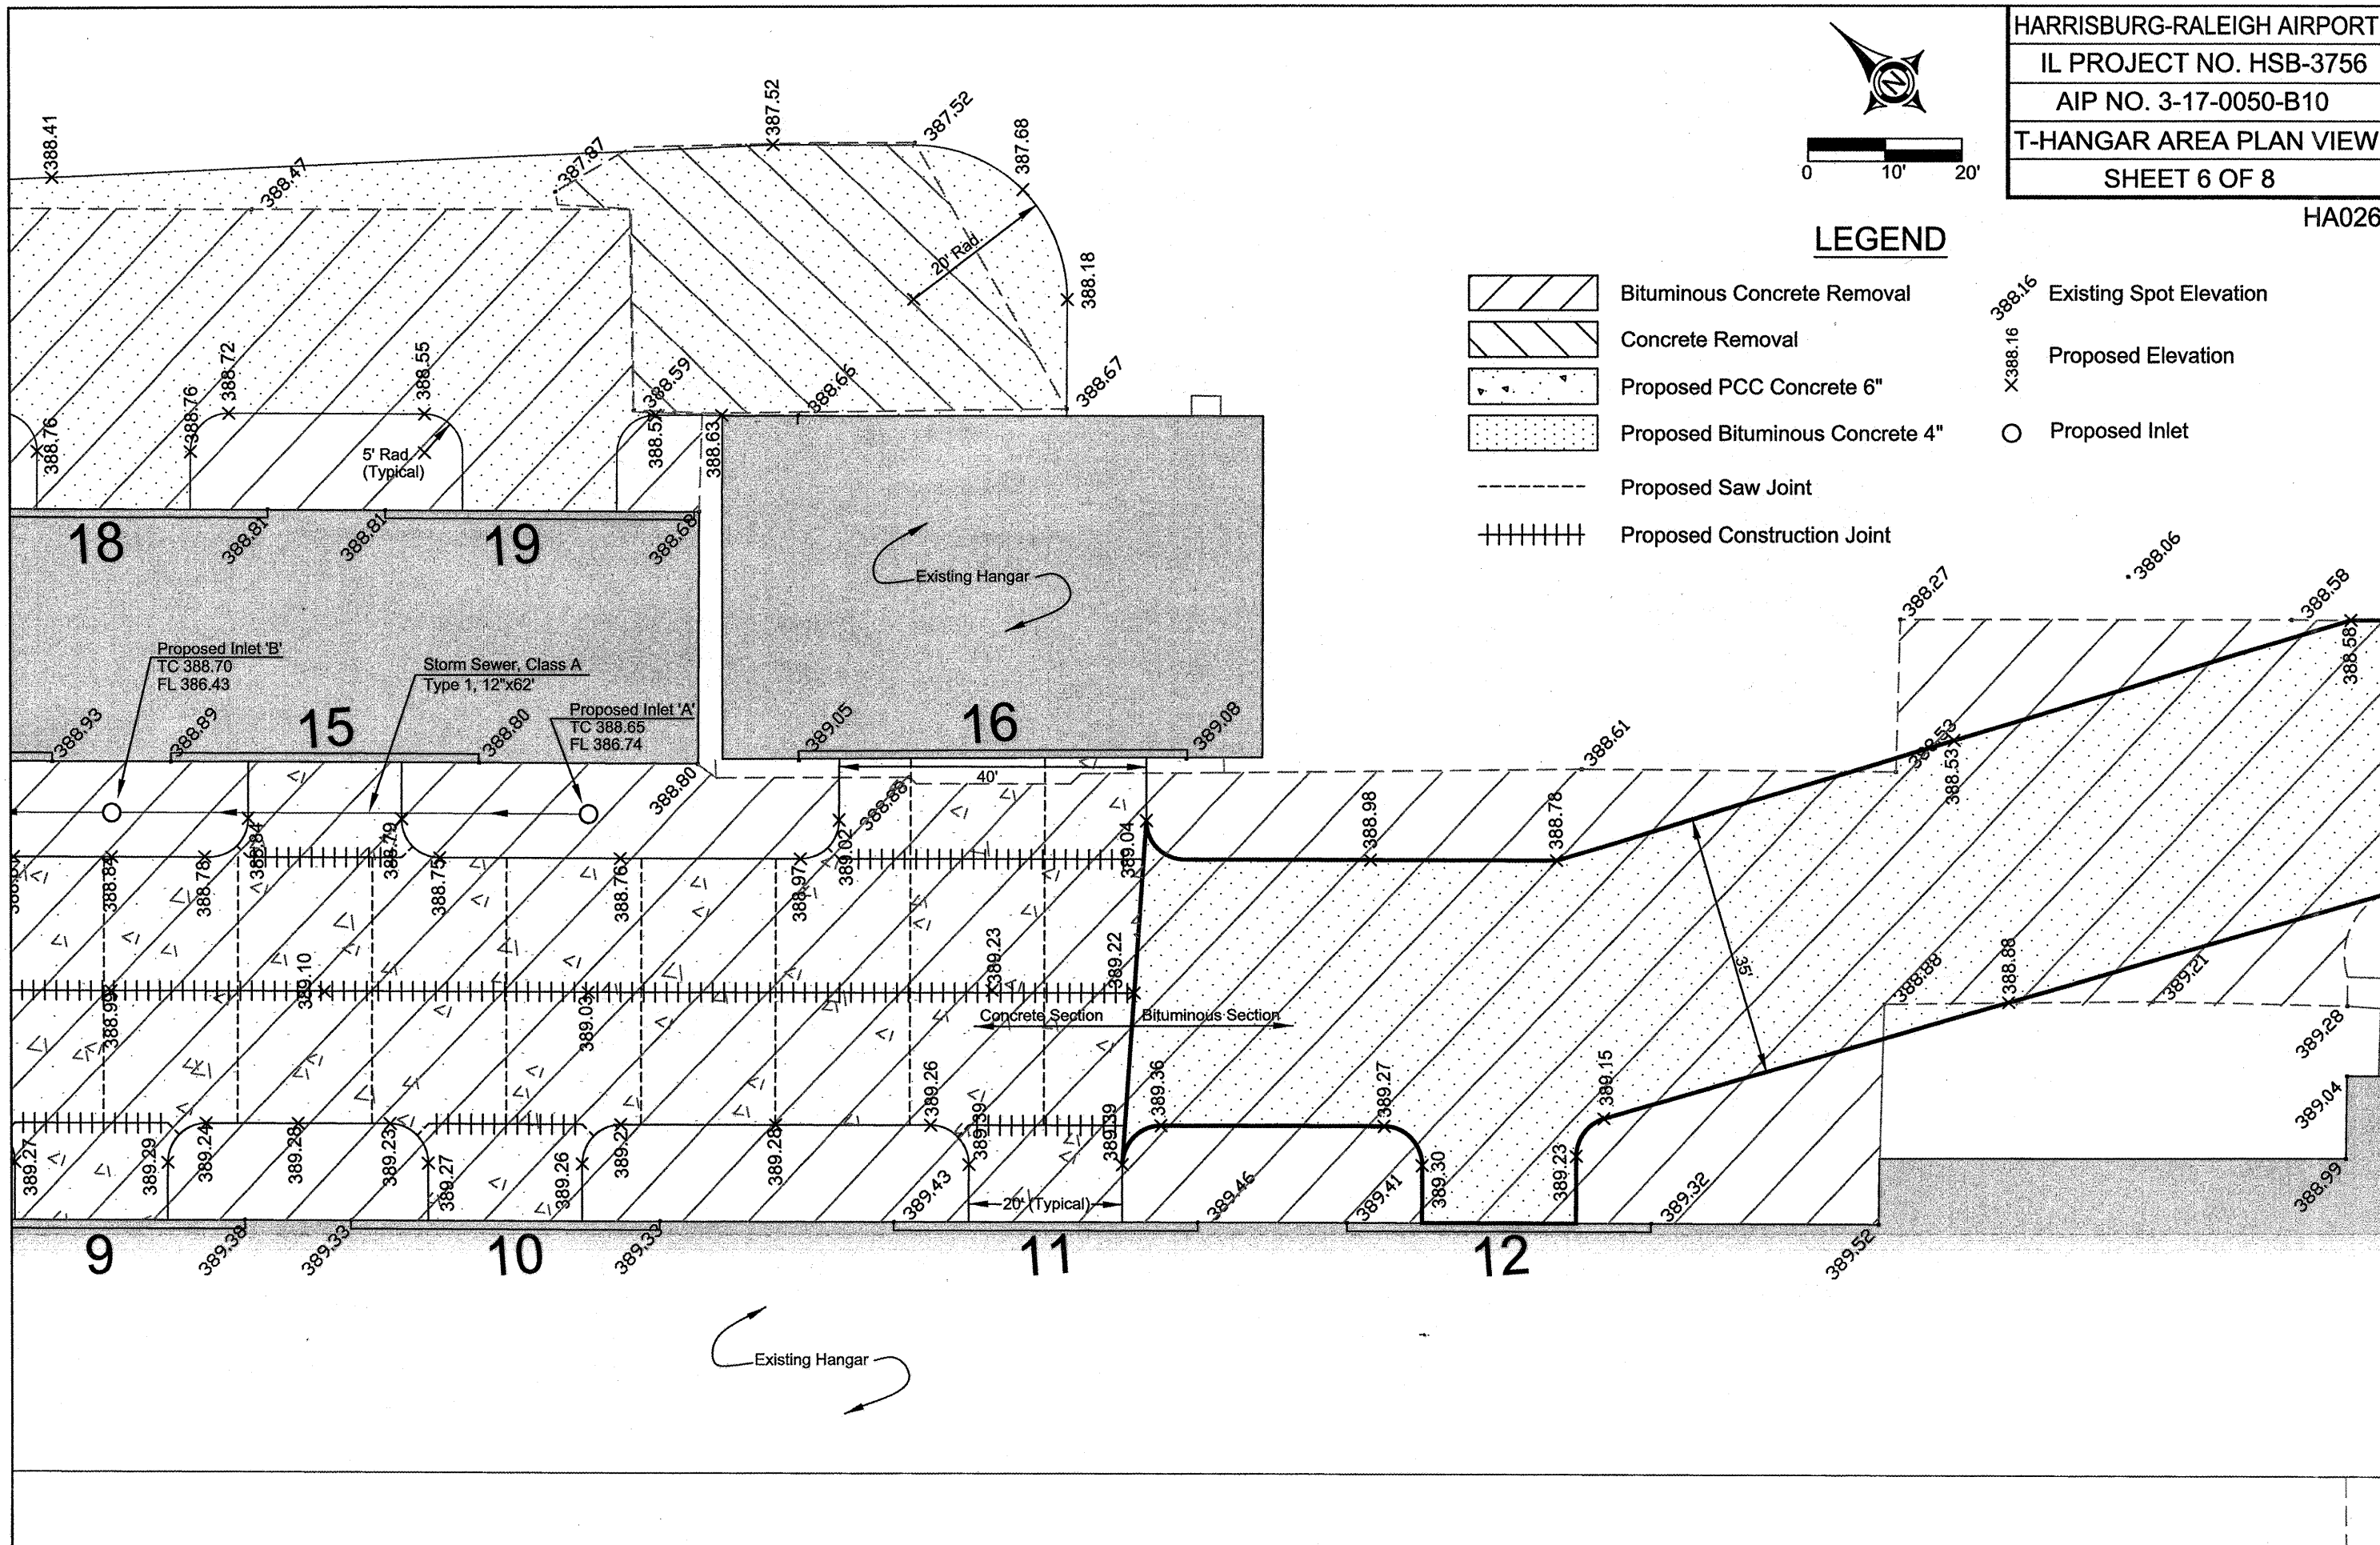 HARRISBURG-RALEIGH AIRPORT
IL PROJECT NO. HSB-3756
AIP NO. 3-17-0050-B10
T-HANGAR AREA PLAN VIEW
SHEET 6 OF 8
HA026
N
0 10' 20'
LEGEND
Bituminous Concrete Removal
Concrete Removal
Proposed PCC Concrete 6"
Proposed Bituminous Concrete 4"
Proposed Saw Joint
Proposed Construction Joint
388.16 Existing Spot Elevation
388.16 Proposed Elevation
Proposed Inlet
388.41
388.47
387.87
387.52
387.52
387.68
20' Rad.
388.18
388.67
388.76
388.76
388.72
388.55
5' Rad
(Typical)
388.59
388.63
388.81
388.81
388.68
18
19
Existing Hangar
Proposed Inlet 'B'
TC 388.70
FL 386.43
Storm Sewer, Class A
Type 1, 12"x62'
Proposed Inlet 'A'
TC 388.65
FL 386.74
388.93
388.89
15
388.80
389.05
16
389.08
388.80
40'
388.88
389.02
389.04
388.98
388.78
388.61
388.53
388.53
388.27
388.06
388.58
388.58
388.84
388.78
388.84
388.79
388.75
388.76
388.97
388.99
389.10
389.03
389.23
389.22
Concrete Section
Bituminous Section
35'
388.88
388.88
389.21
389.28
389.04
388.99
389.27
389.29
389.24
389.28
389.23
389.27
389.26
389.28
389.26
389.39
389.39
389.36
389.27
389.30
389.23
389.15
389.43
20' (Typical)
389.46
389.41
389.32
389.52
9
389.38
389.33
10
389.33
11
12
Existing Hangar